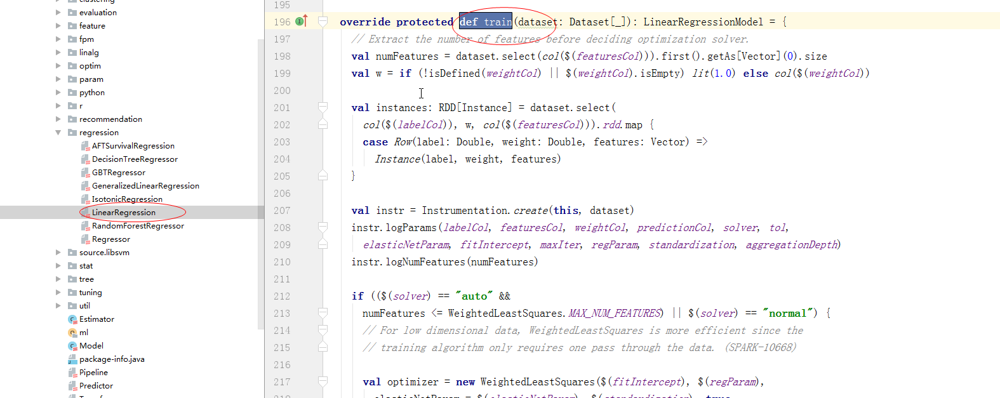 clustering
evaluation
feature
fpm
linalg
optim
param
python
r
recommendation
regression
AFTSurvivalRegression
DecisionTreeRegressor
GBTRegressor
GeneralizedLinearRegression
IsotonicRegression
LinearRegression
RandomForestRegressor
Regressor
source.libsvm
stat
tree
tuning
util
Estimator
ml
Model
package-info.java
Pipeline
Predictor
195
196 override protected def train(dataset: Dataset[_]): LinearRegressionModel = {
197 // Extract the number of features before deciding optimization solver.
198 val numFeatures = dataset.select(col($(featuresCol))).first().getAs[Vector](0).size
199 val w = if (!isDefined(weightCol) || $(weightCol).isEmpty) lit(1.0) else col($(weightCol))
200
201 val instances: RDD[Instance] = dataset.select(
202 col($(labelCol)), w, col($(featuresCol))).rdd.map {
203 case Row(label: Double, weight: Double, features: Vector) =>
204 Instance(label, weight, features)
205 }
206
207 val instr = Instrumentation.create(this, dataset)
208 instr.logParams(labelCol, featuresCol, weightCol, predictionCol, solver, tol,
209 elasticNetParam, fitIntercept, maxIter, regParam, standardization, aggregationDepth)
210 instr.logNumFeatures(numFeatures)
211
212 if (($(solver) == "auto" &&
213 numFeatures <= WeightedLeastSquares.MAX_NUM_FEATURES) || $(solver) == "normal") {
214 // For low dimensional data, WeightedLeastSquares is more efficient since the
215 // training algorithm only requires one pass through the data. (SPARK-10668)
216
217 val optimizer = new WeightedLeastSquares($(fitIntercept), $(regParam),